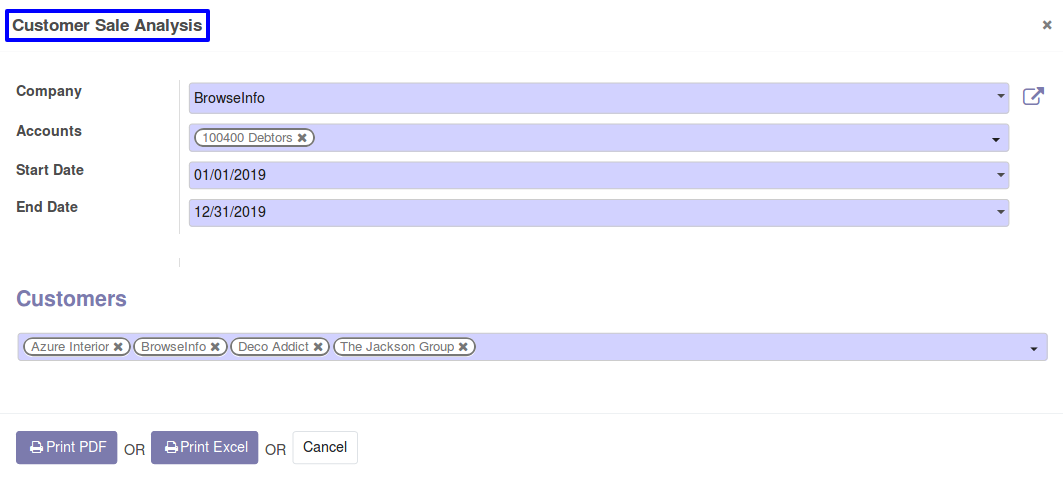 Customer Sale Analysis
Company BrowseInfo
Accounts 100400 Debtors
Start Date 01/01/2019
End Date 12/31/2019
Customers
Azure Interior BrowseInfo Deco Addict The Jackson Group
Print PDF OR Print Excel OR Cancel